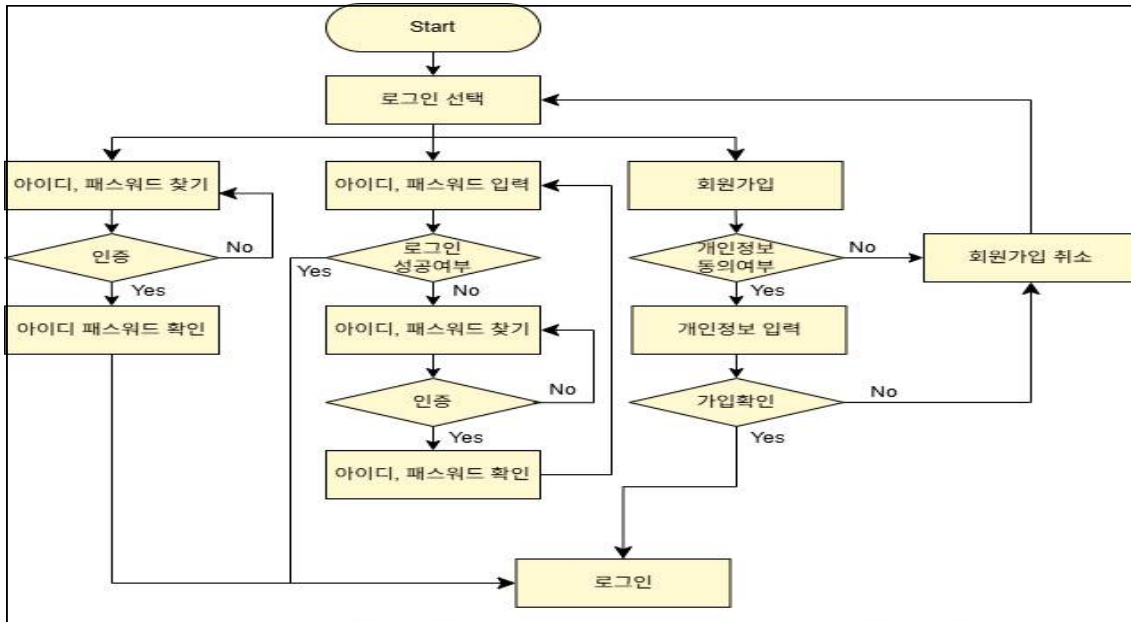 Start
로그인 선택
아이디, 패스워드 찾기
아이디, 패스워드 입력
회원가입
인증
No
Yes
로그인
성공여부
개인정보
동의여부
No
회원가입 취소
Yes
No
Yes
아이디 패스워드 확인
아이디, 패스워드 찾기
개인정보 입력
인증
No
가입확인
No
Yes
Yes
아이디, 패스워드 확인
로그인